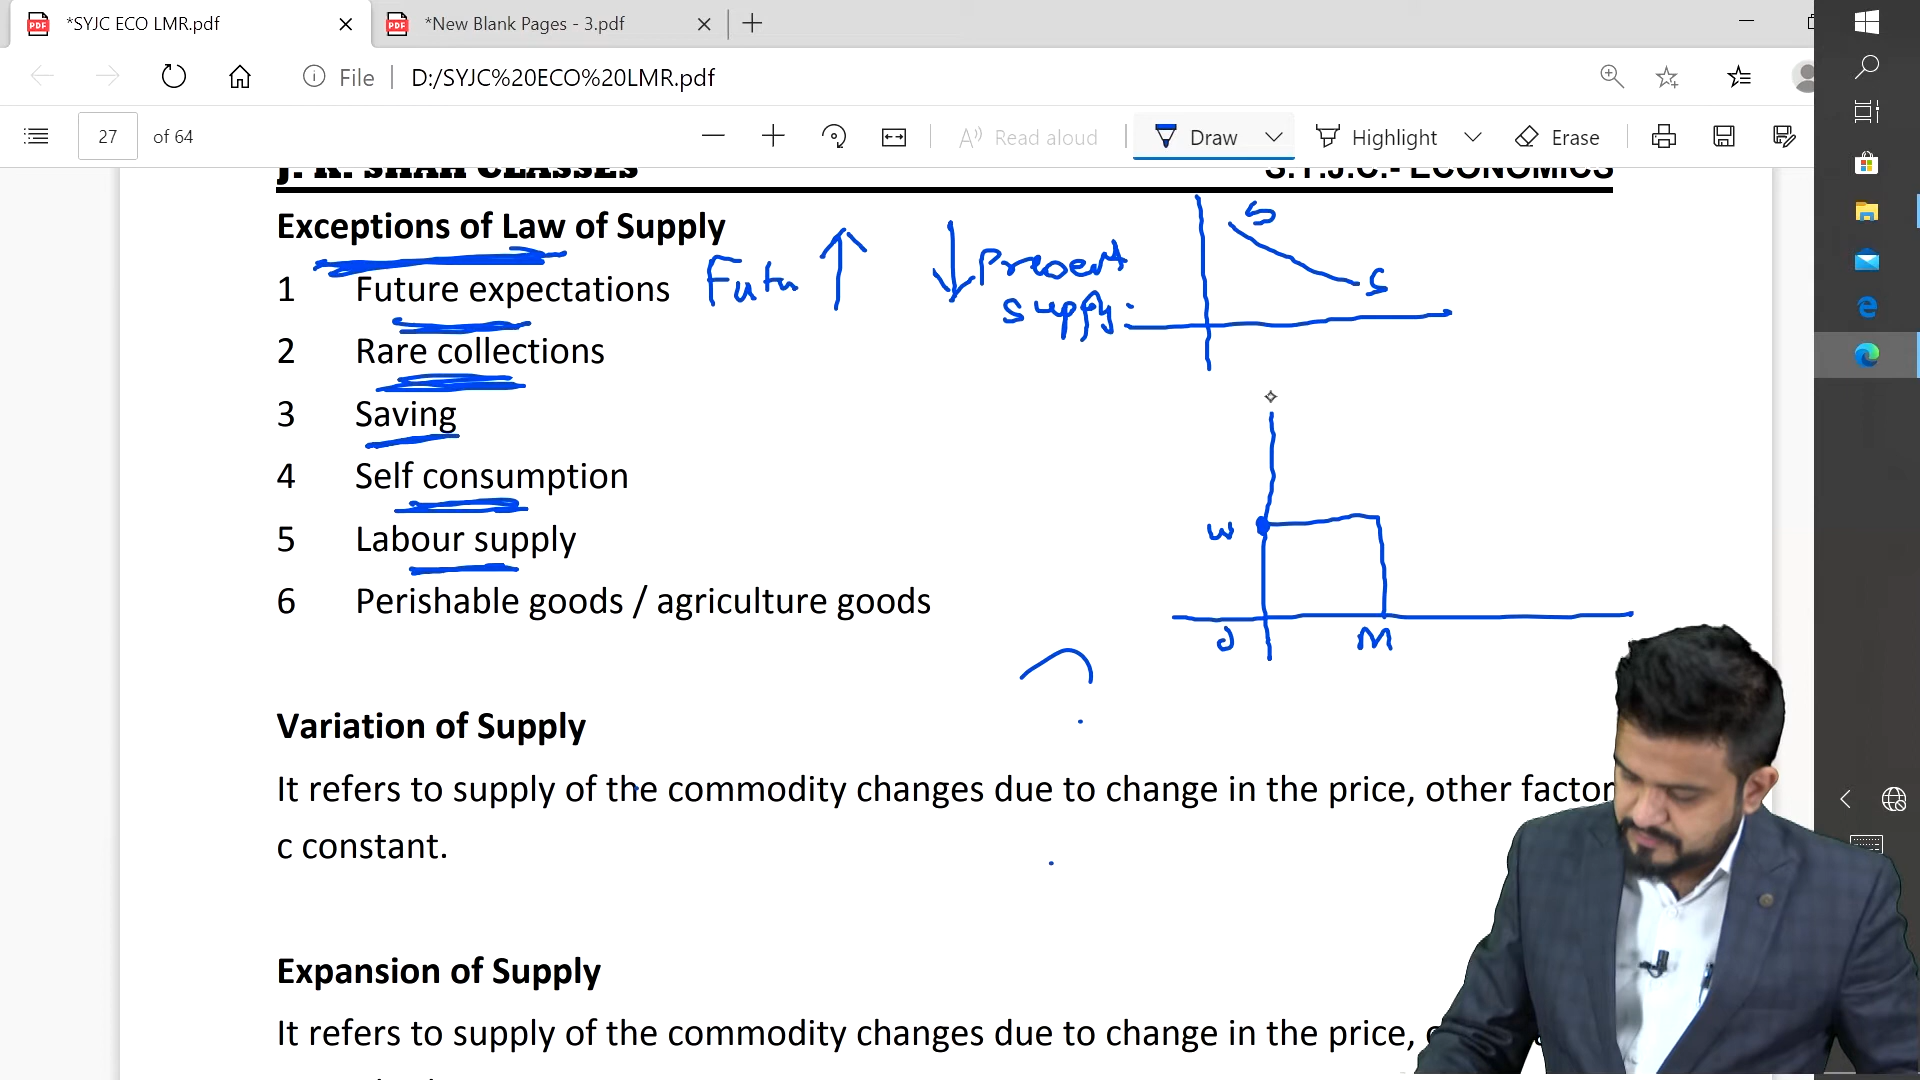 *SYJC ECO LMR.pdf
*New Blank Pages - 3.pdf
File
D:/SYJC%20ECO%20LMR.pdf
27 of 64
Read aloud
Draw
Highlight
Erase
J. K. SHAH CLASSES
S.Y.J.C.- ECONOMICS
Exceptions of Law of Supply
1 Future expectations
Futu
Present
supply.
S
S
2 Rare collections
3 Saving
4 Self consumption
W
5 Labour supply
6 Perishable goods / agriculture goods
O
M
Variation of Supply
It refers to supply of the commodity changes due to change in the price, other factor
c constant.
Expansion of Supply
It refers to supply of the commodity changes due to change in the price,